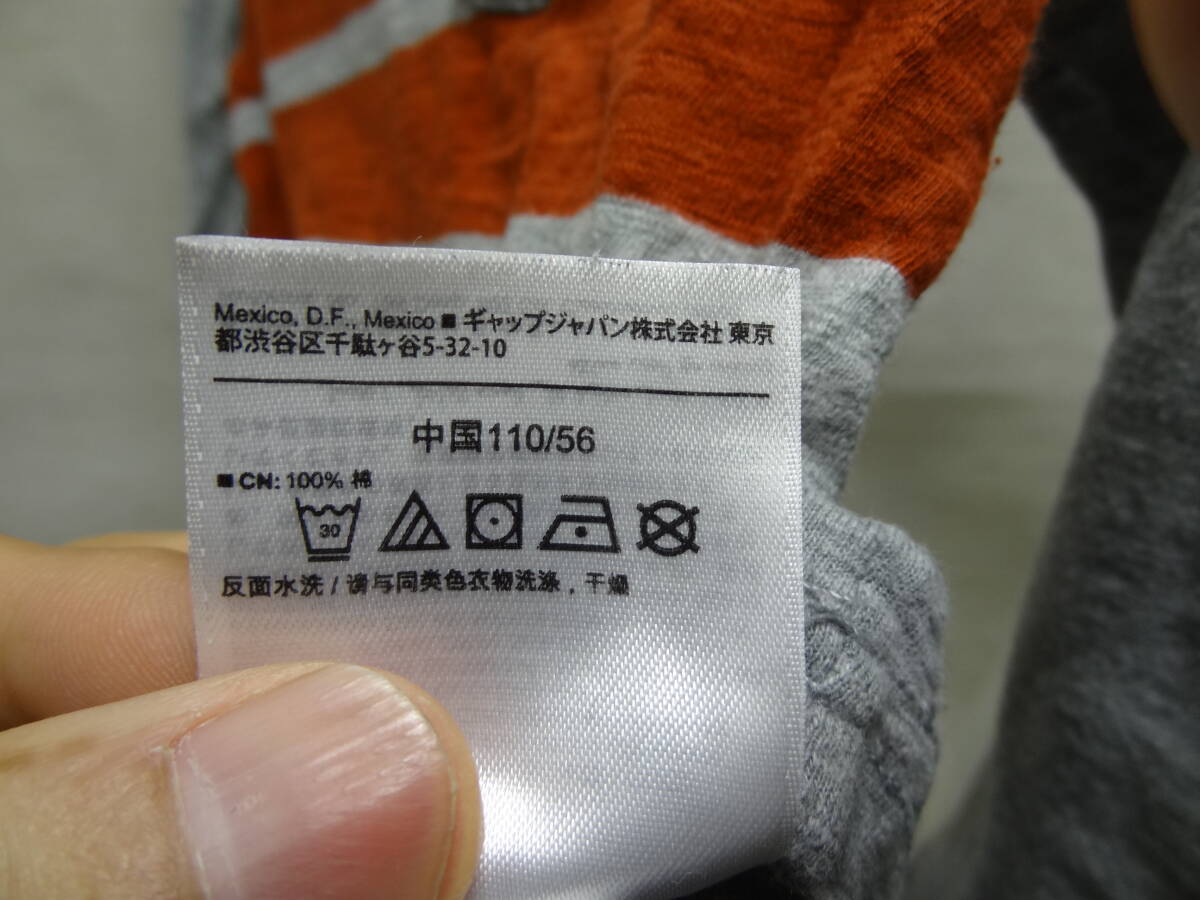 Mexico, D.F., Mexico ■ ギャップジャパン株式会社 東京
都渋谷区千駄ヶ谷5-32-10
中国110/56
■ CN: 100% 棉
30
反面水洗 / 请与同类色衣物洗涤 , 干燥